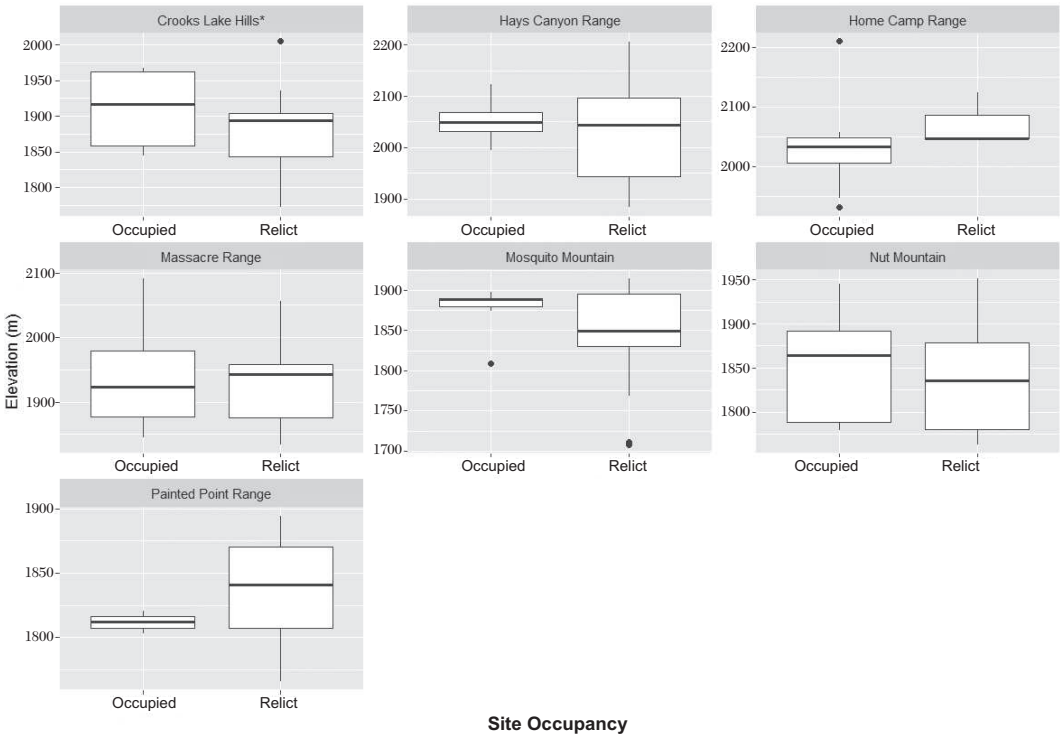 Crooks Lake Hills*
Hays Canyon Range
Home Camp Range
2000
1950
1900
1850
1800
2200
2100
2000
1900
2200
2100
2000
Occupied
Relict
Occupied
Relict
Occupied
Relict
Massacre Range
Mosquito Mountain
Nut Mountain
Elevation (m)
2100
2000
1900
1900
1850
1800
1750
1700
1950
1900
1850
1800
Occupied
Relict
Occupied
Relict
Occupied
Relict
Painted Point Range
1900
1850
1800
Occupied
Relict
Site Occupancy